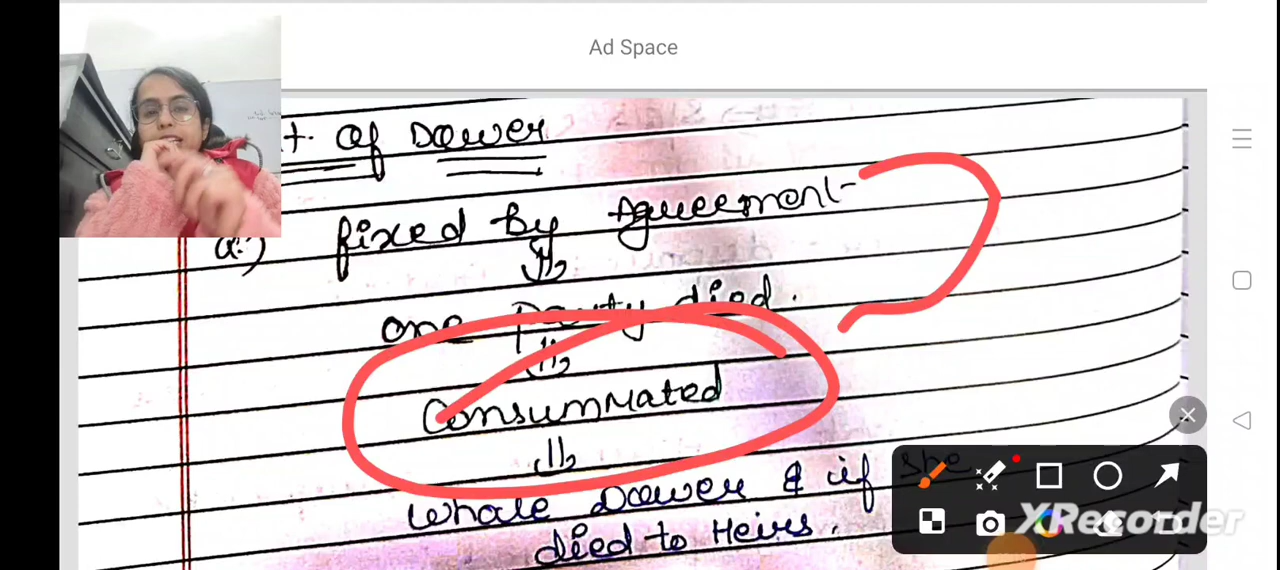 Ad Space
t. of Dower
a.) fixed by Agreement
one party died.
Consummated
whole Dower & if she
died to Heirs.
XRecorder